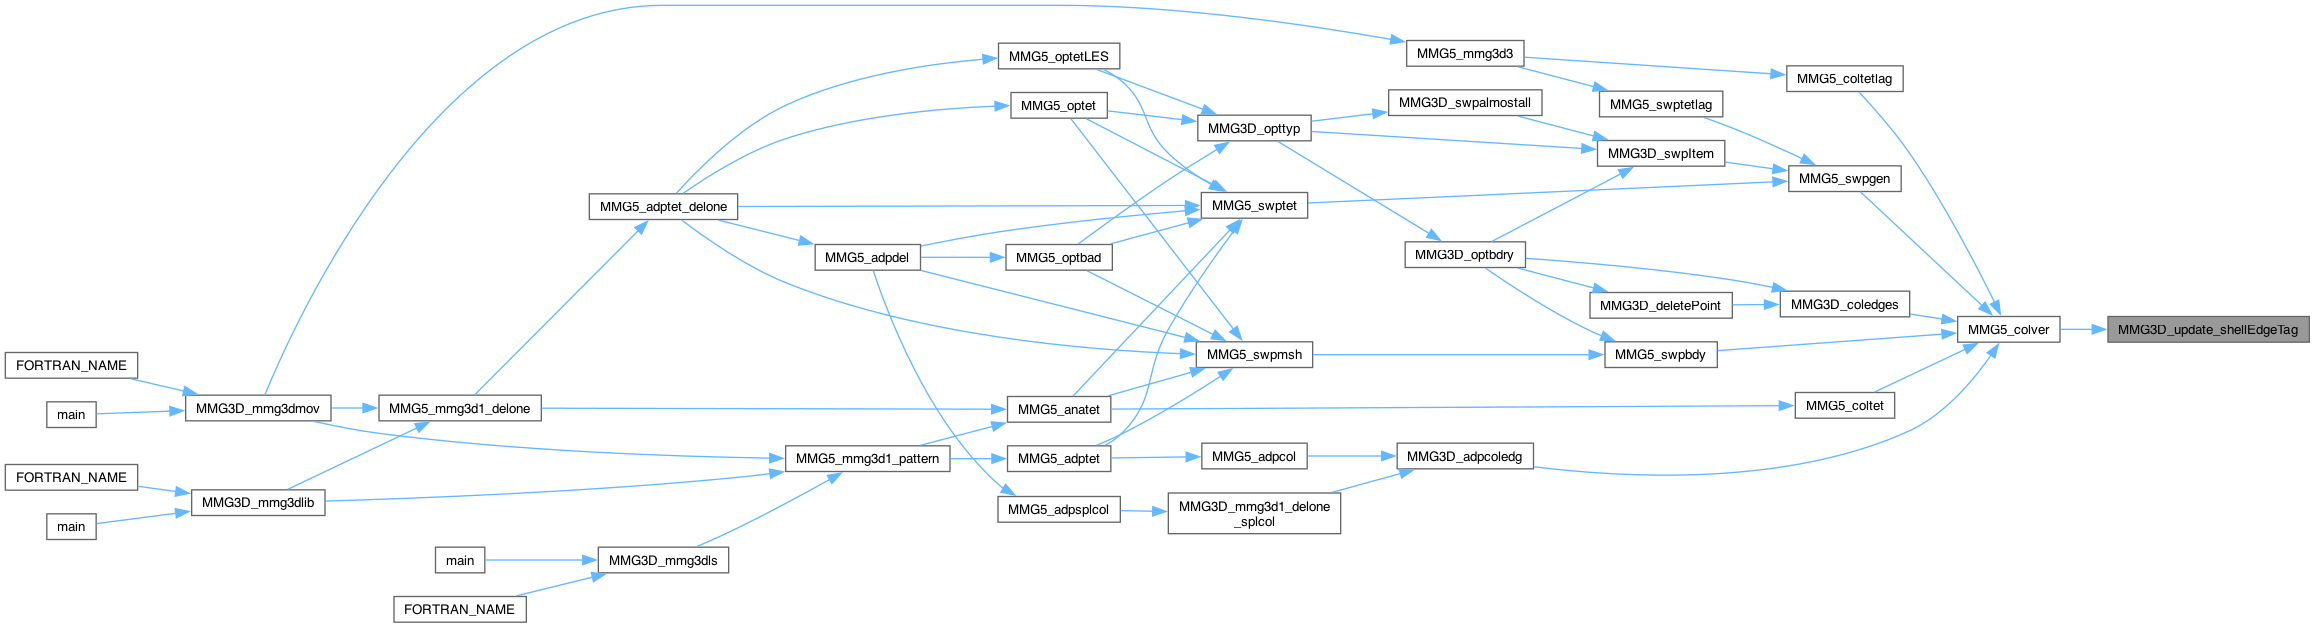 MMG5_mmg3d3
MMG5_optetLES
MMG5_coltetlag
MMG3D_swpalmostall
MMG5_swptetlag
MMG5_optet
MMG3D_opttyp
MMG3D_swpItem
MMG5_swpgen
MMG5_adptet_delone
MMG5_swptet
MMG5_adpdel
MMG5_optbad
MMG3D_optbdry
MMG3D_deletePoint
MMG3D_coledges
MMG5_colver
MMG3D_update_shellEdgeTag
MMG5_swpmsh
MMG5_swpbdy
FORTRAN_NAME
main
MMG3D_mmg3dmov
MMG5_mmg3d1_delone
MMG5_anatet
MMG5_coltet
MMG5_mmg3d1_pattern
MMG5_adptet
MMG5_adpcol
MMG3D_adpcoledg
FORTRAN_NAME
main
MMG3D_mmg3dlib
MMG5_adpsplcol
MMG3D_mmg3d1_delone
_splcol
main
MMG3D_mmg3dls
FORTRAN_NAME